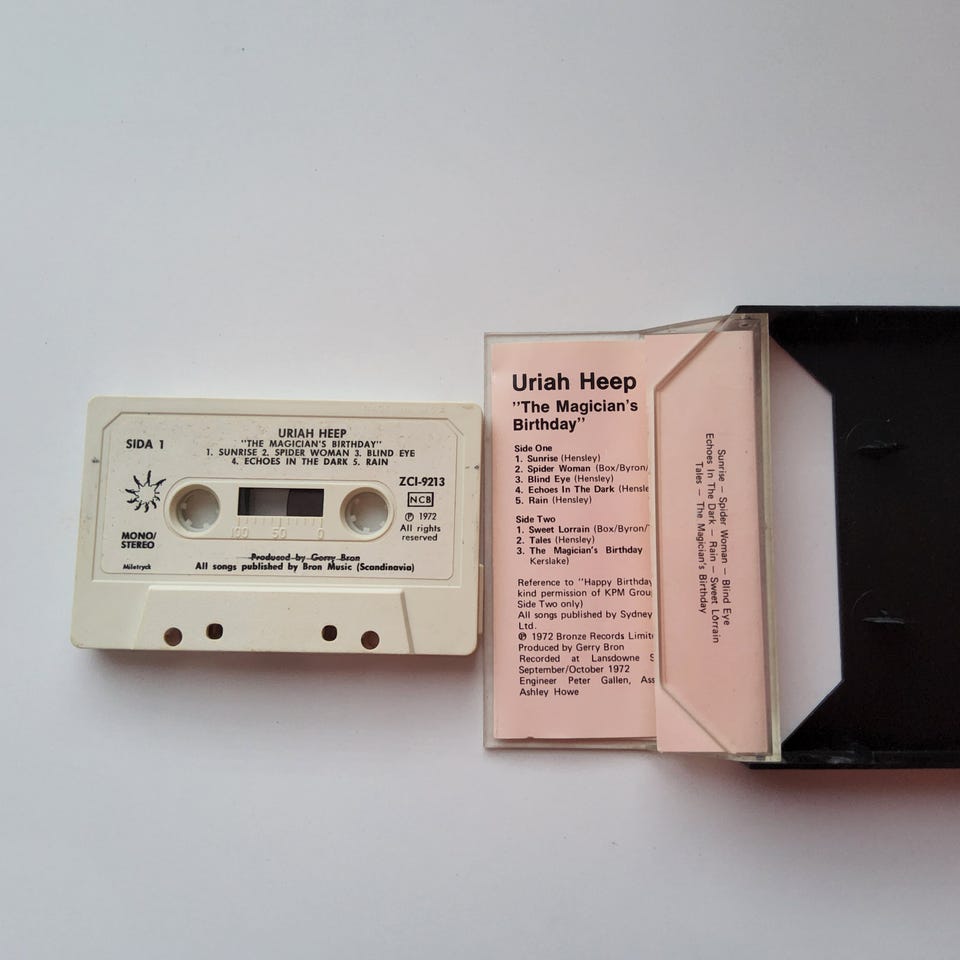 URIAH HEEP
"THE MAGICIAN'S BIRTHDAY"
SIDA 1
1. SUNRISE 2. SPIDER WOMAN 3. BLIND EYE
4. ECHOES IN THE DARK 5. RAIN
ZCI-9213
NCB
℗ 1972
All rights
reserved
MONO/
STEREO
100 50 0
Produced by Gerry Bron
All songs published by Bron Music (Scandinavia)
Miletryck
Uriah Heep
"The Magician's
Birthday"
Side One
1. Sunrise (Hensley)
2. Spider Woman (Box/Byron/
3. Blind Eye (Hensley)
4. Echoes In The Dark (Hensle
5. Rain (Hensley)
Side Two
1. Sweet Lorrain (Box/Byron/
2. Tales (Hensley)
3. The Magician's Birthday
Kerslake)
Reference to "Happy Birthday
kind permission of KPM Grou
Side Two only)
All songs published by Sydney
Ltd.
℗ 1972 Bronze Records Limit
Produced by Gerry Bron
Recorded at Lansdowne S
September/October 1972
Engineer Peter Gallen, Ass
Ashley Howe
Sunrise – Spider Woman – Blind Eye
Echoes In The Dark – Rain – Sweet Lorrain
Tales – The Magician's Birthday